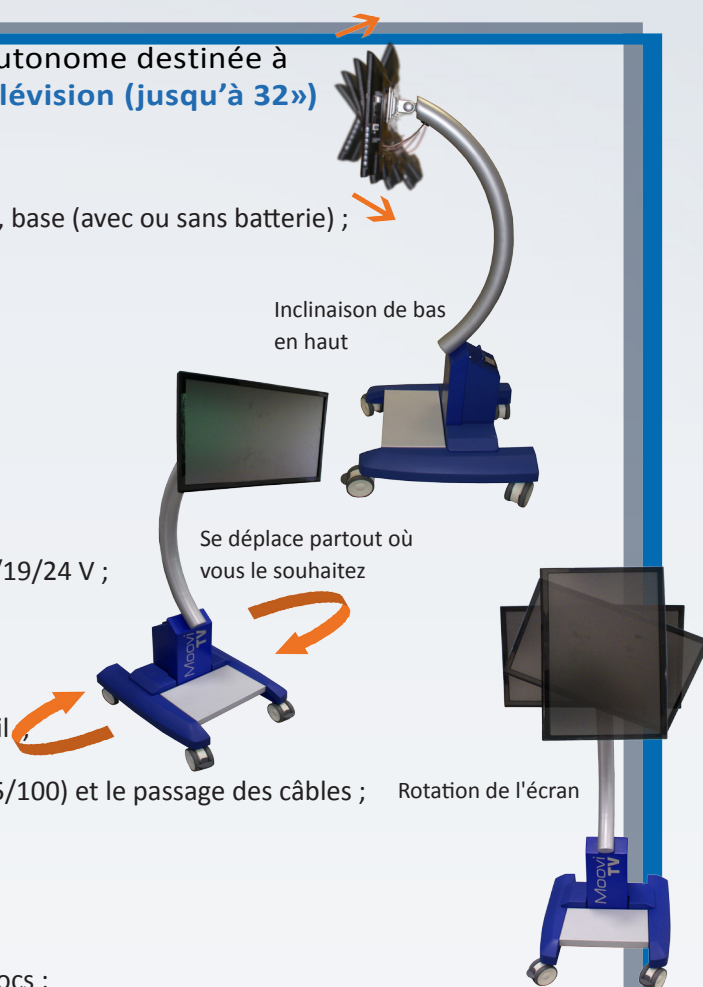 utonome destinée à
lévision (jusqu'à 32»)
, base (avec ou sans batterie) ;
Inclinaison de bas
en haut
Se déplace partout où
vous le souhaitez
/19/24 V ;
Moovi
TV
il ;
5/100) et le passage des câbles ;
Rotation de l'écran
Moovi
TV
ocs ;